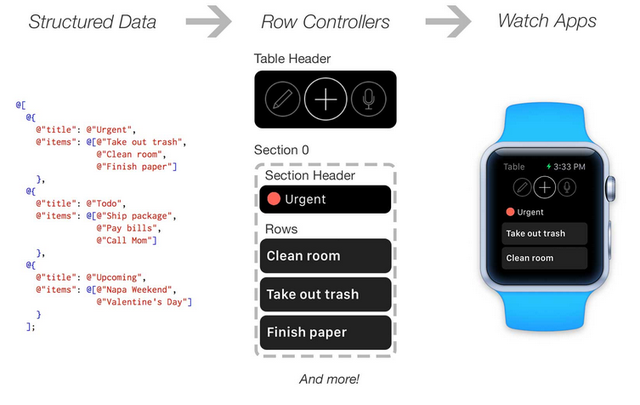 Structured Data
Row Controllers
Watch Apps
@[
@{
@"title": @"Urgent",
@"items": @[@"Take out trash",
@"Clean room",
@"Finish paper"]
},
@{
@"title": @"Todo",
@"items": @[@"Ship package",
@"Pay bills",
@"Call Mom"]
},
@{
@"title": @"Upcoming",
@"items": @[@"Napa Weekend",
@"Valentine's Day"]
}
];
Table Header
Section 0
Section Header
Urgent
Rows
Clean room
Take out trash
Finish paper
And more!
Table 3:33 PM
Urgent
Take out trash
Clean room